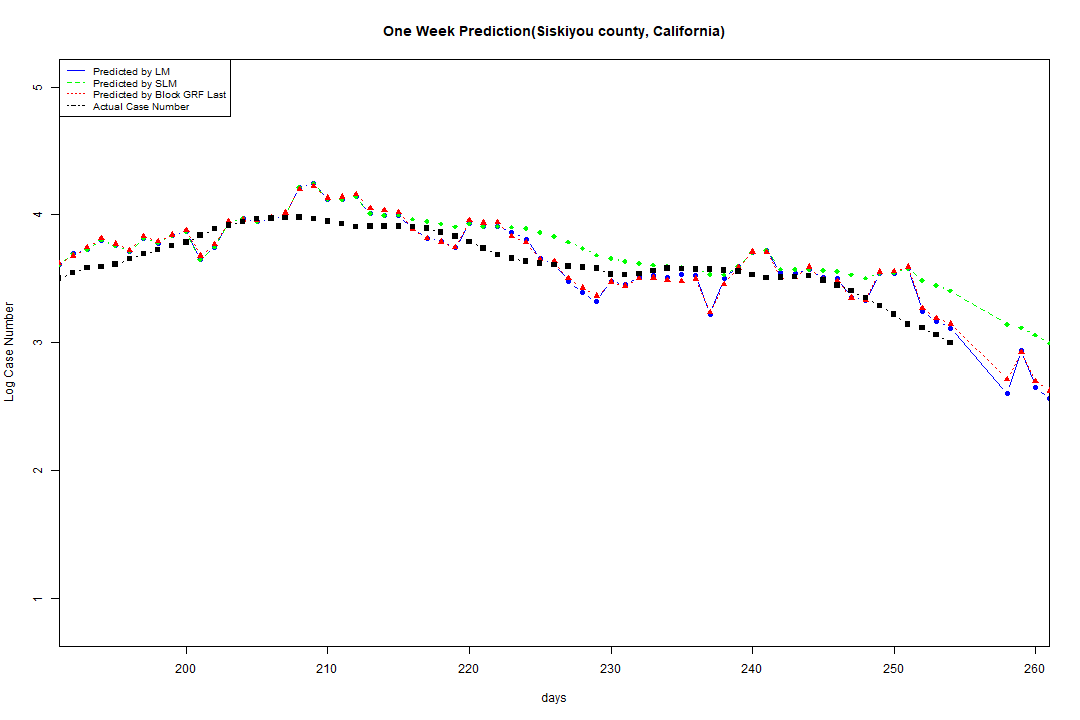 One Week Prediction(Siskiyou county, California)
Predicted by LM
Predicted by SLM
Predicted by Block GRF Last
Actual Case Number
5
4
3
2
1
Log Case Number
200 210 220 230 240 250 260
days